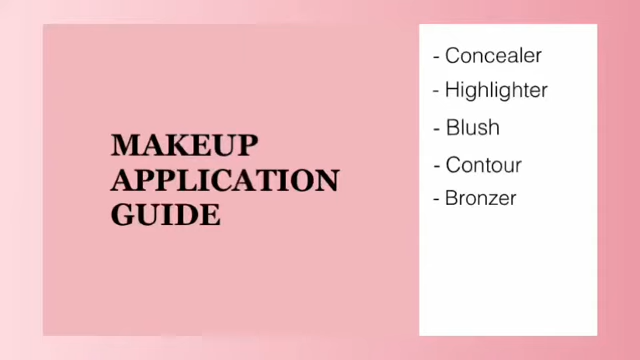 MAKEUP
APPLICATION
GUIDE
- Concealer
- Highlighter
- Blush
- Contour
- Bronzer